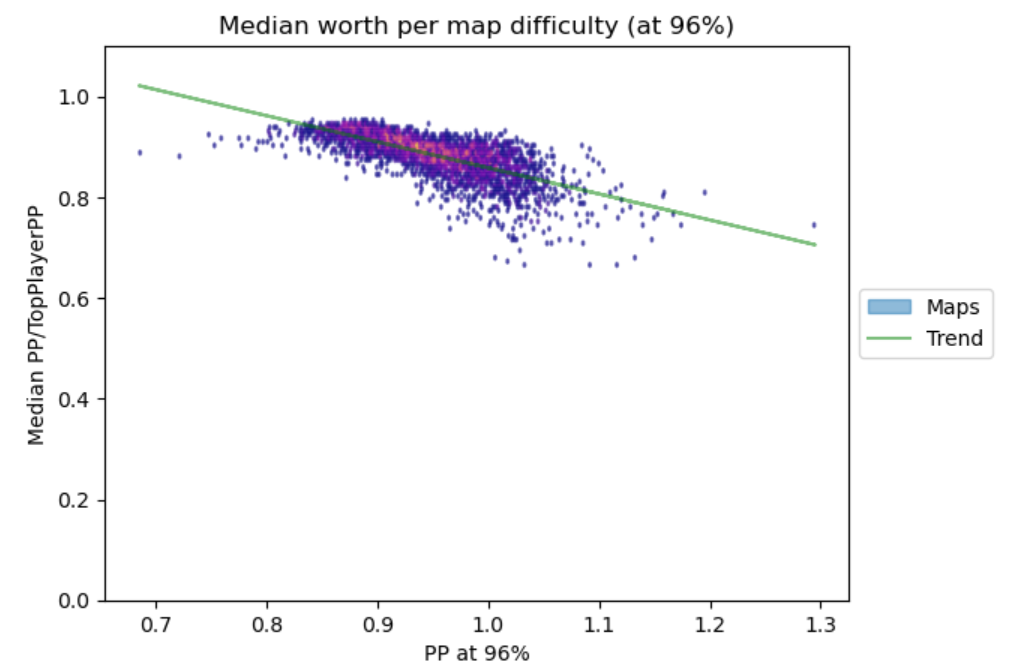 Median worth per map difficulty (at 96%)
Median PP/TopPlayerPP
1.0
0.8
0.6
0.4
0.2
0.0
0.7 0.8 0.9 1.0 1.1 1.2 1.3
PP at 96%
Maps
Trend